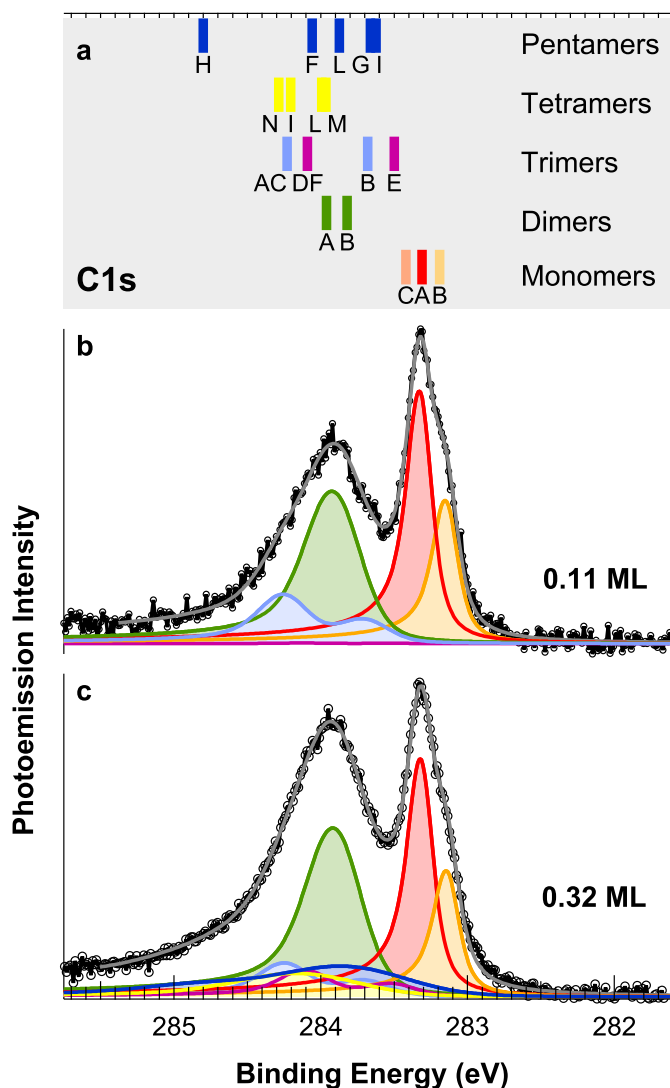 a
Pentamers
H F L G I
Tetramers
N I L M
Trimers
AC DF B E
Dimers
A B
C1s
Monomers
CAB
b
0.11 ML
Photoemission Intensity
c
0.32 ML
285 284 283 282
Binding Energy (eV)